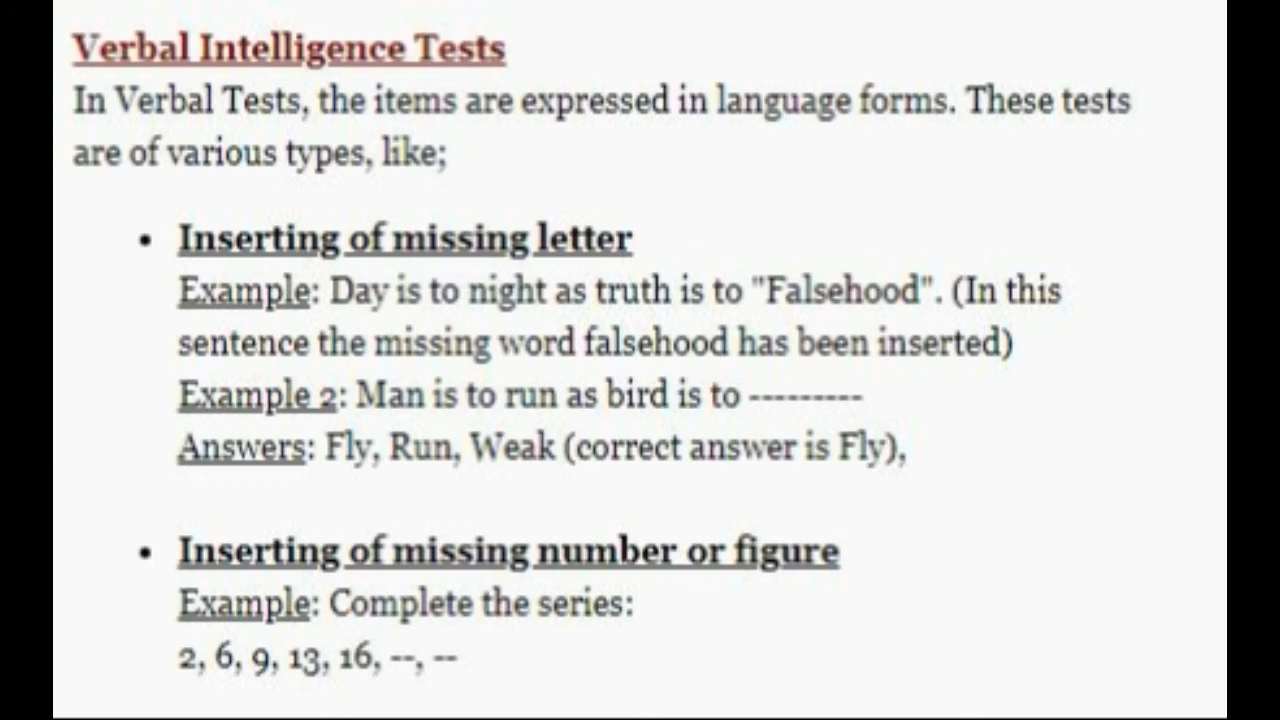 Verbal Intelligence Tests
In Verbal Tests, the items are expressed in language forms. These tests
are of various types, like;
• Inserting of missing letter
Example: Day is to night as truth is to "Falsehood". (In this
sentence the missing word falsehood has been inserted)
Example 2: Man is to run as bird is to ---------
Answers: Fly, Run, Weak (correct answer is Fly),
• Inserting of missing number or figure
Example: Complete the series:
2, 6, 9, 13, 16, --, --